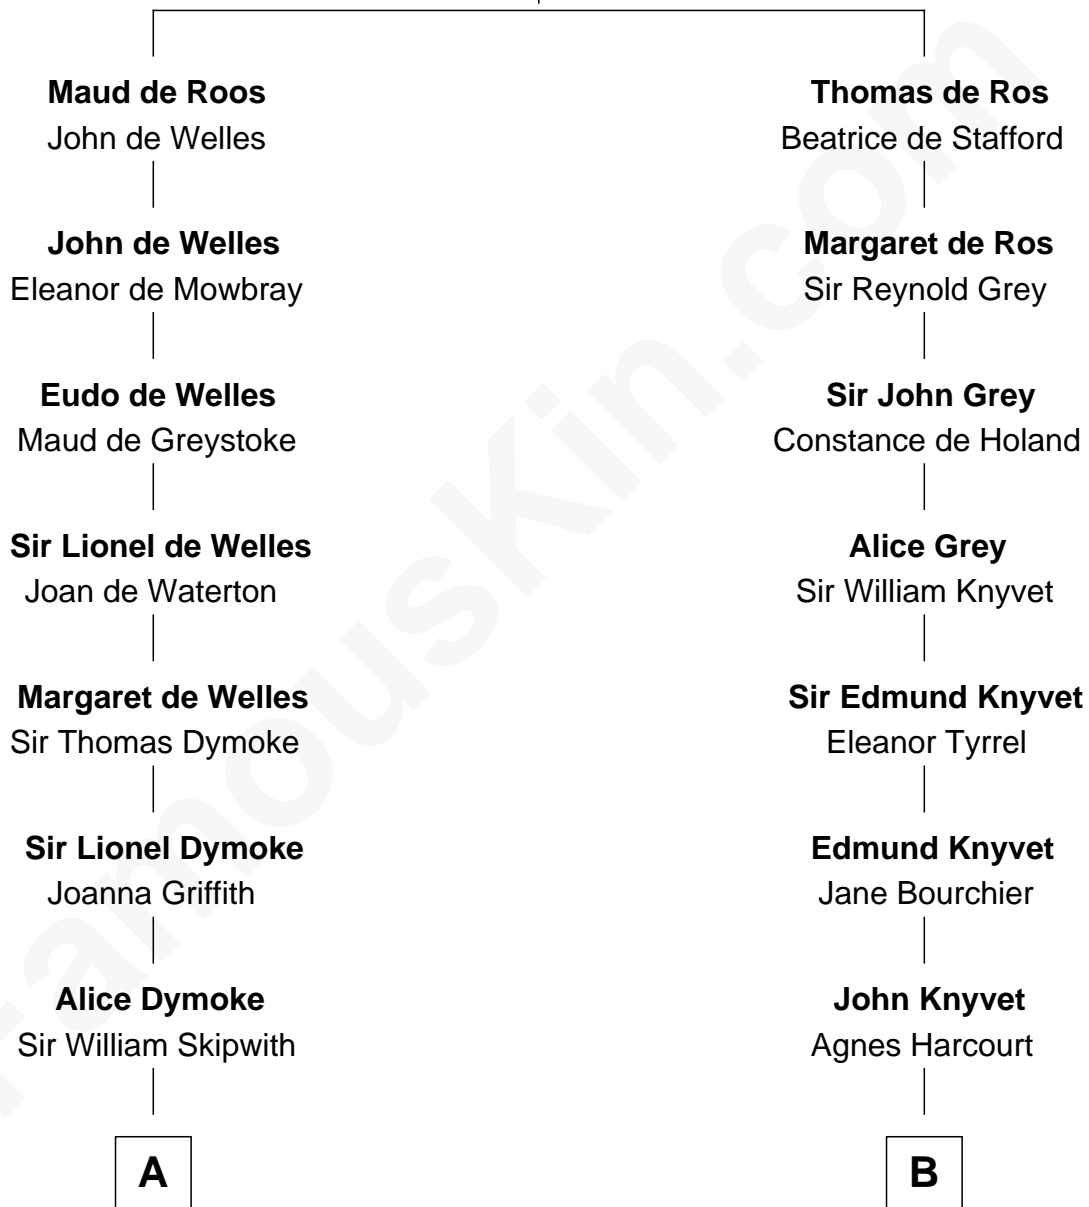 Maud de Roos
John de Welles
John de Welles
Eleanor de Mowbray
Eudo de Welles
Maud de Greystoke
Sir Lionel de Welles
Joan de Waterton
Margaret de Welles
Sir Thomas Dymoke
Sir Lionel Dymoke
Joanna Griffith
Alice Dymoke
Sir William Skipwith
A
Thomas de Ros
Beatrice de Stafford
Margaret de Ros
Sir Reynold Grey
Sir John Grey
Constance de Holand
Alice Grey
Sir William Knyvet
Sir Edmund Knyvet
Eleanor Tyrrel
Edmund Knyvet
Jane Bourchier
John Knyvet
Agnes Harcourt
B
FamousKin.com